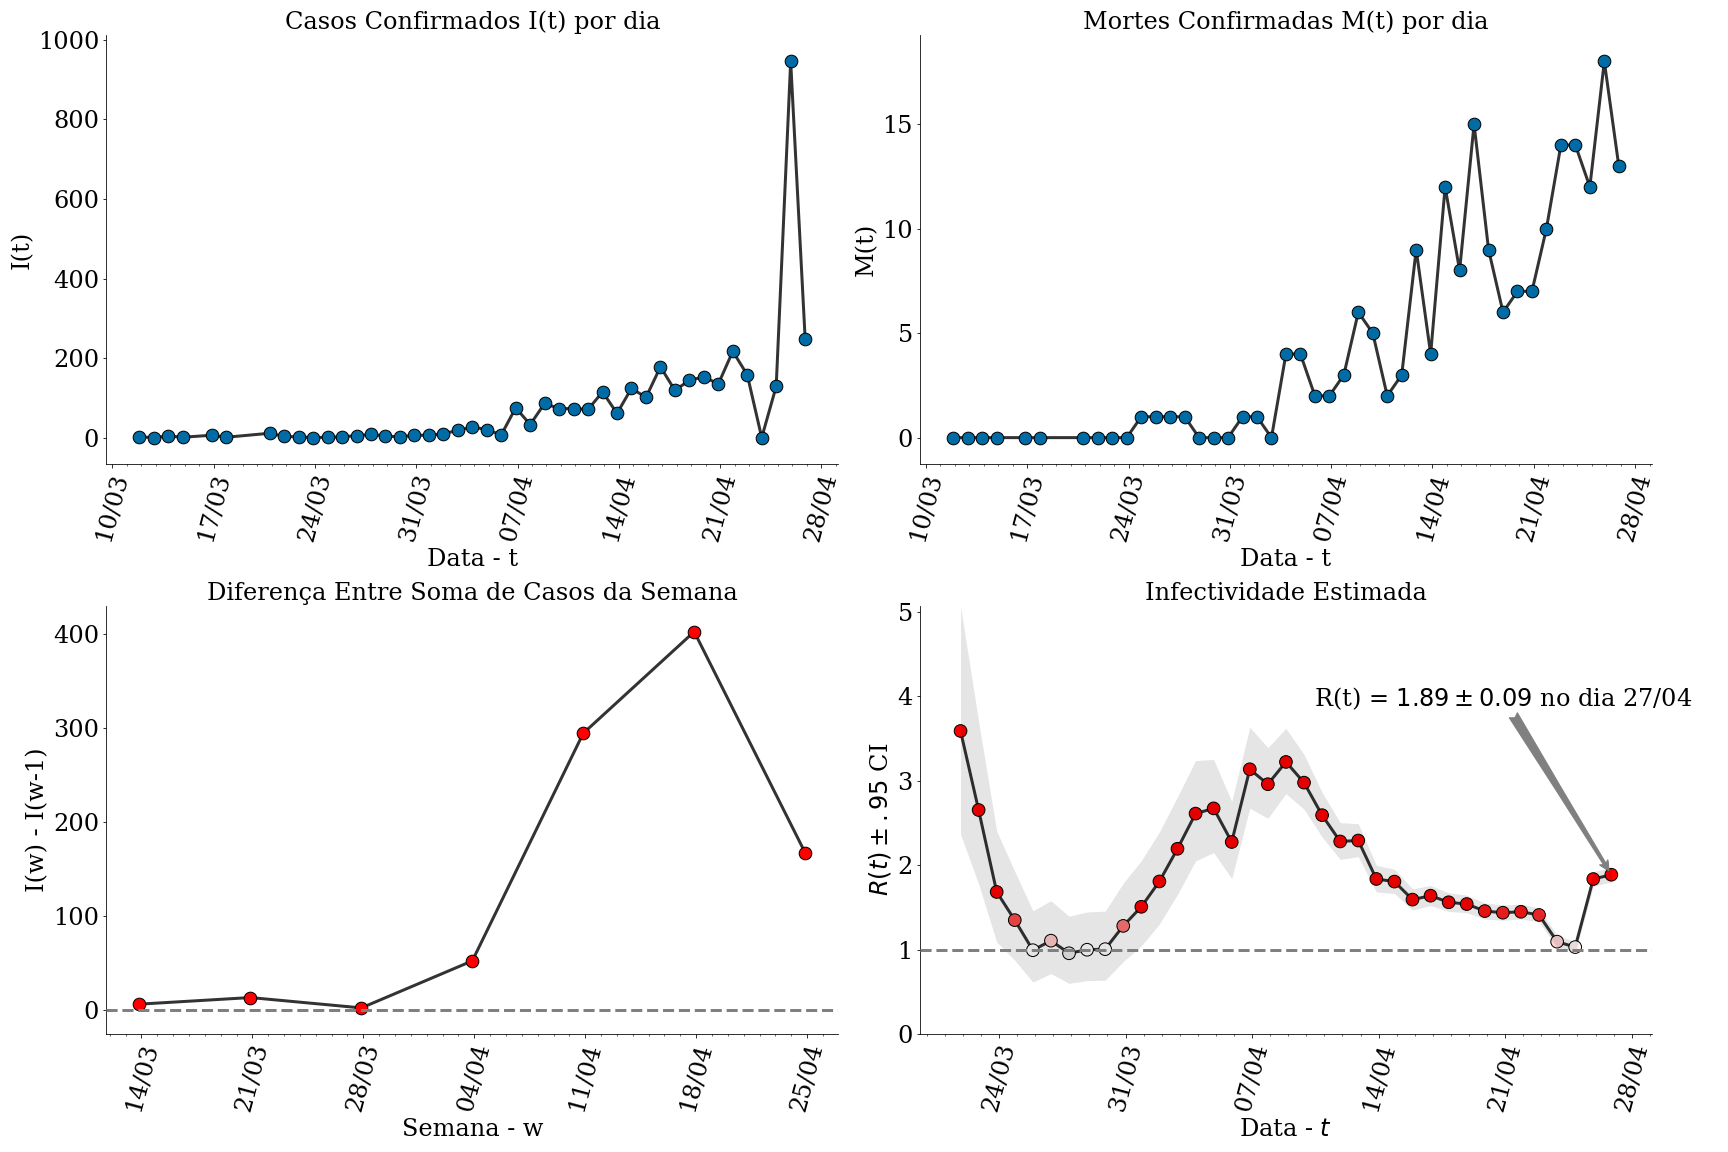 Casos Confirmados I(t) por dia
I(t)
1000
800
600
400
200
0
10/03 17/03 24/03 31/03 07/04 14/04 21/04 28/04
Data - t
Mortes Confirmadas M(t) por dia
M(t)
15
10
5
0
10/03 17/03 24/03 31/03 07/04 14/04 21/04 28/04
Data - t
Diferença Entre Soma de Casos da Semana
I(w) - I(w-1)
400
300
200
100
0
14/03 21/03 28/03 04/04 11/04 18/04 25/04
Semana - w
Infectividade Estimada
R(t) ± .95 CI
5
4
3
2
1
0
R(t) = 1.89 ± 0.09 no dia 27/04
24/03 31/03 07/04 14/04 21/04 28/04
Data - t